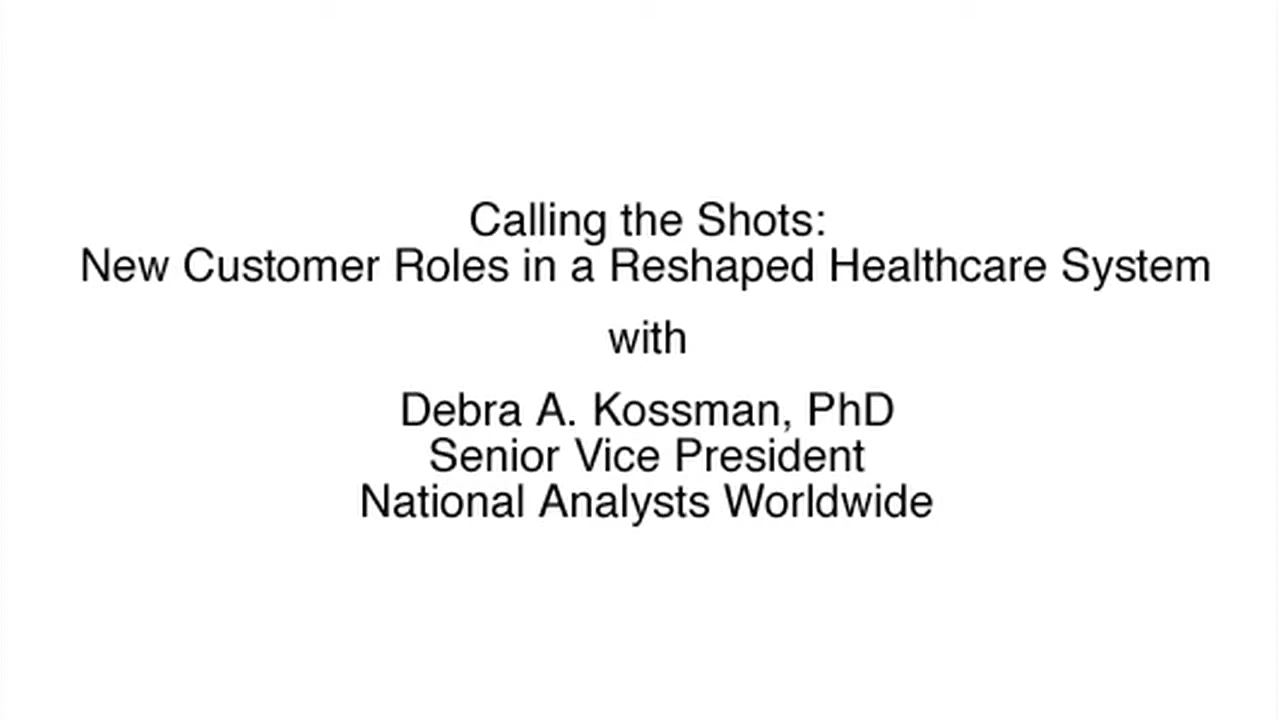 Calling the Shots:
New Customer Roles in a Reshaped Healthcare System
with
Debra A. Kossman, PhD
Senior Vice President
National Analysts Worldwide